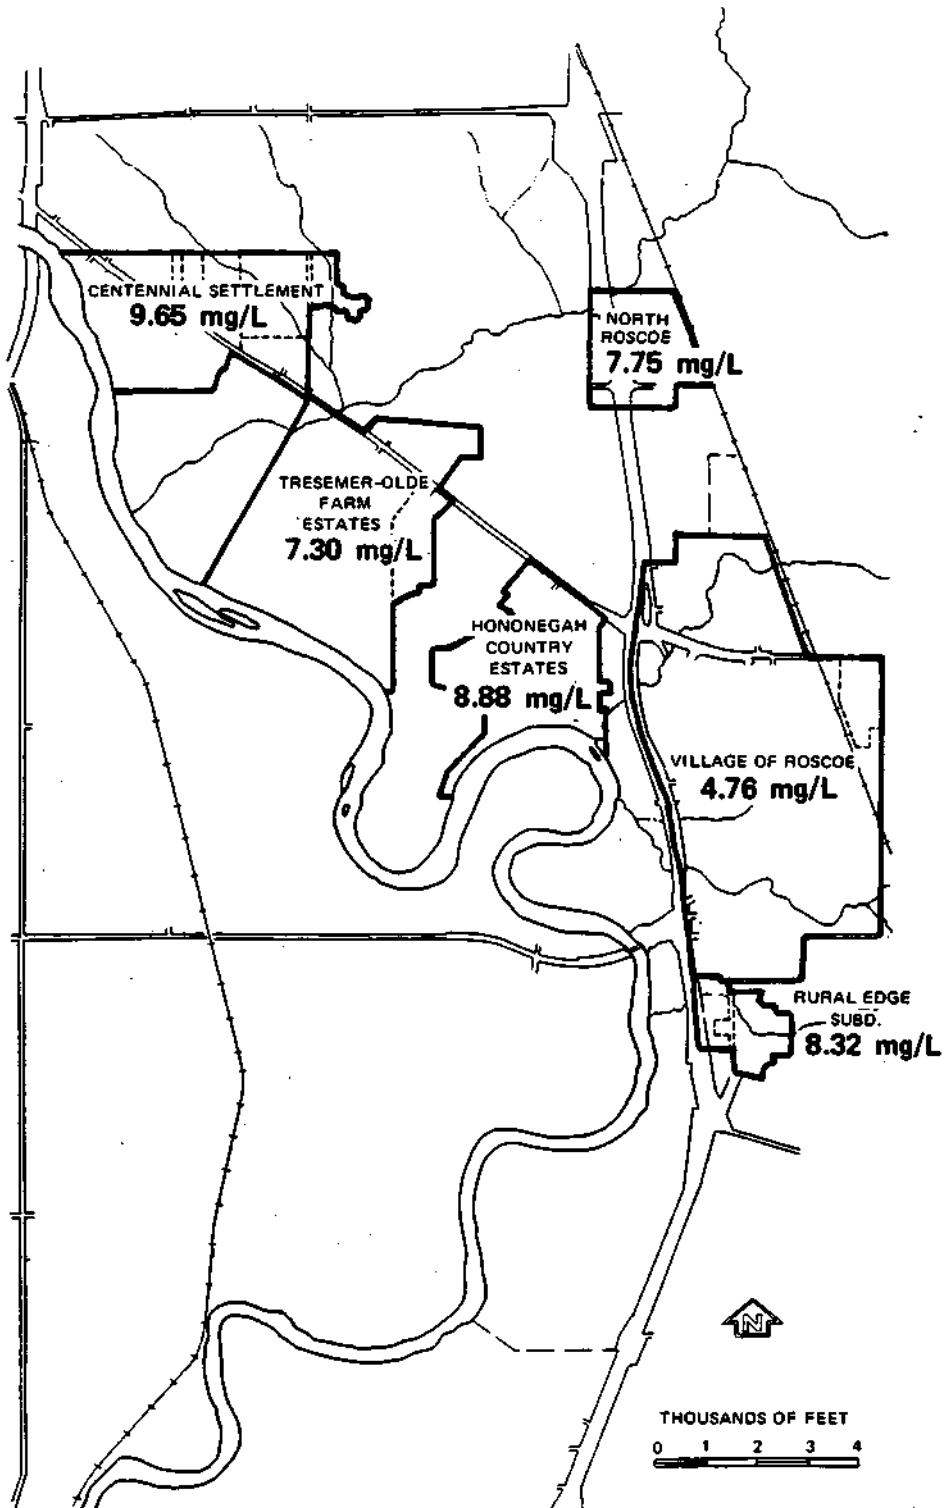 CENTENNIAL SETTLEMENT
9.65 mg/L
NORTH
ROSCOE
7.75 mg/L
TRESEMER-OLDE
FARM
ESTATES
7.30 mg/L
HONONEGAH
COUNTRY
ESTATES
8.88 mg/L
VILLAGE OF ROSCOE
4.76 mg/L
RURAL EDGE
SUBD.
8.32 mg/L
N
THOUSANDS OF FEET
0 1 2 3 4